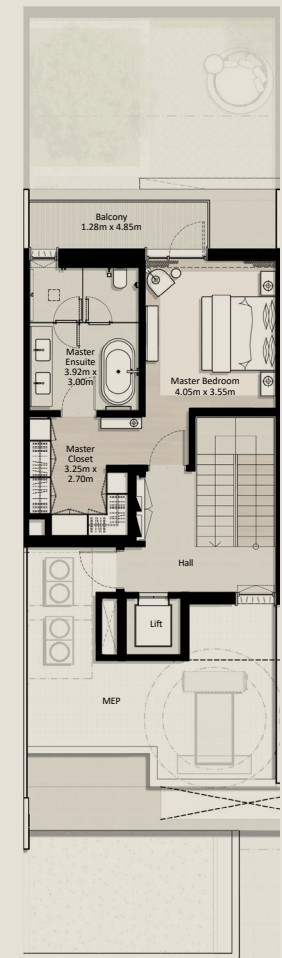 Balcony
1.28m x 4.85m
Master
Ensuite
3.92m x
3.00m
Master Bedroom
4.05m x 3.55m
Master
Closet
3.25m x
2.70m
Hall
Lift
MEP